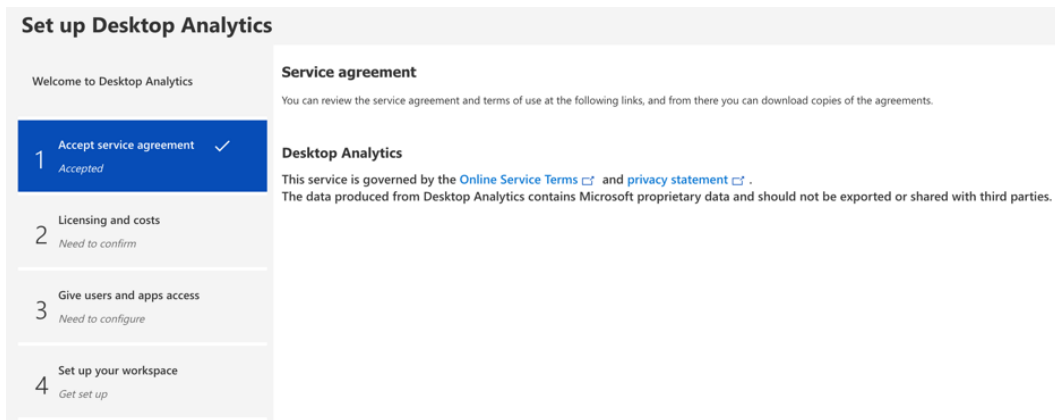 Set up Desktop Analytics
Welcome to Desktop Analytics
1
Accept service agreement
Accepted
2
Licensing and costs
Need to confirm
3
Give users and apps access
Need to configure
4
Set up your workspace
Get set up
Service agreement
You can review the service agreement and terms of use at the following links, and from there you can download copies of the agreements.
Desktop Analytics
This service is governed by the Online Service Terms and privacy statement .
The data produced from Desktop Analytics contains Microsoft proprietary data and should not be exported or shared with third parties.